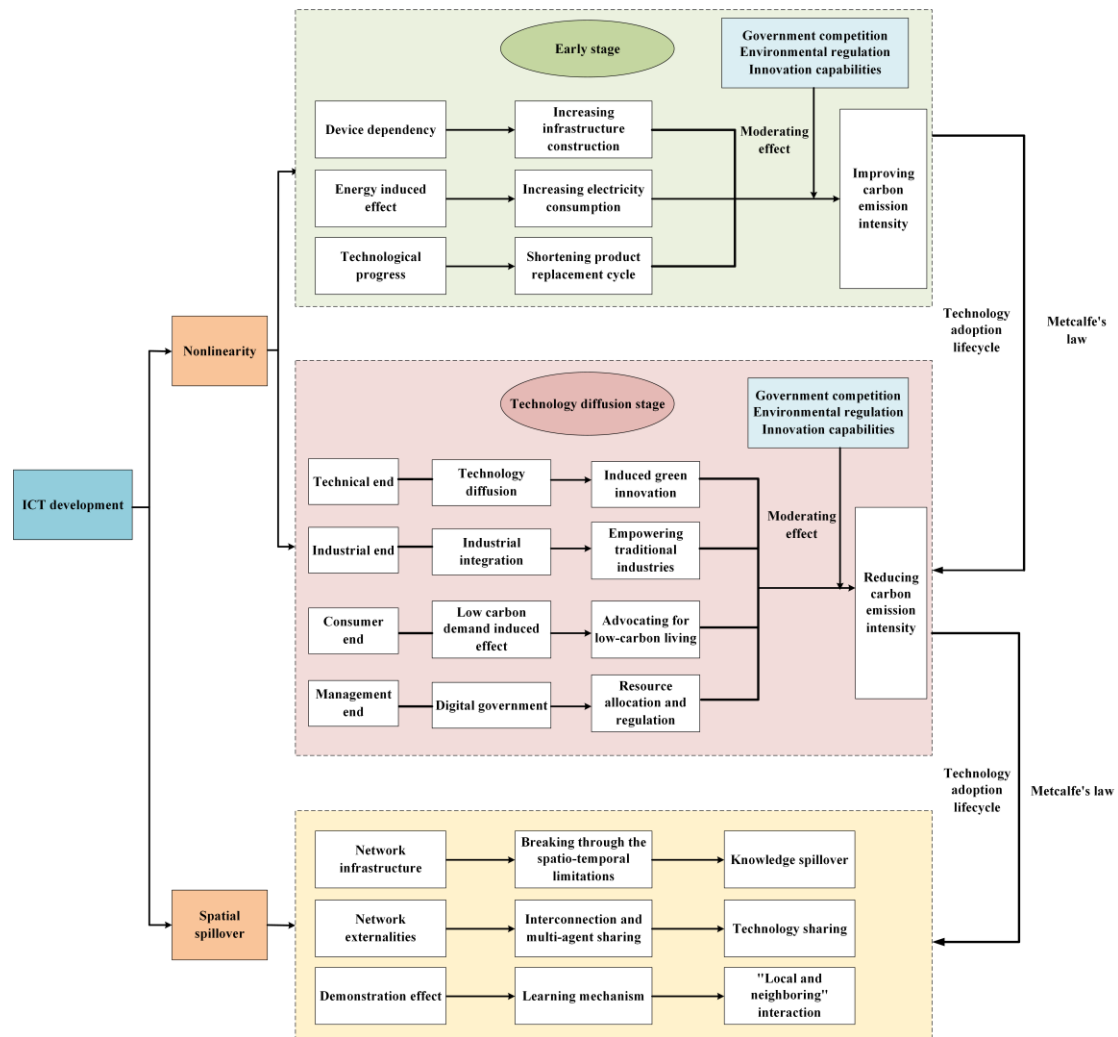 Early stage
Government competition
Environmental regulation
Innovation capabilities
Device dependency
Increasing
infrastructure
construction
Moderating
effect
Energy induced
effect
Increasing electricity
consumption
Improving
carbon
emission
intensity
Technological
progress
Shortening product
replacement cycle
Technology
adoption
lifecycle
Metcalfe's
law
Nonlinearity
Technology diffusion stage
Government competition
Environmental regulation
Innovation capabilities
Technical end
Technology
diffusion
Induced green
innovation
Moderating
effect
ICT development
Industrial end
Industrial
integration
Empowering
traditional
industries
Reducing
carbon
emission
intensity
Consumer
end
Low carbon
demand induced
effect
Advocating for
low-carbon living
Management
end
Digital government
Resource
allocation and
regulation
Technology
adoption
lifecycle
Metcalfe's law
Spatial
spillover
Network
infrastructure
Breaking through the
spatio-temporal
limitations
Knowledge spillover
Network
externalities
Interconnection and
multi-agent sharing
Technology sharing
Demonstration effect
Learning mechanism
"Local and
neighboring"
interaction